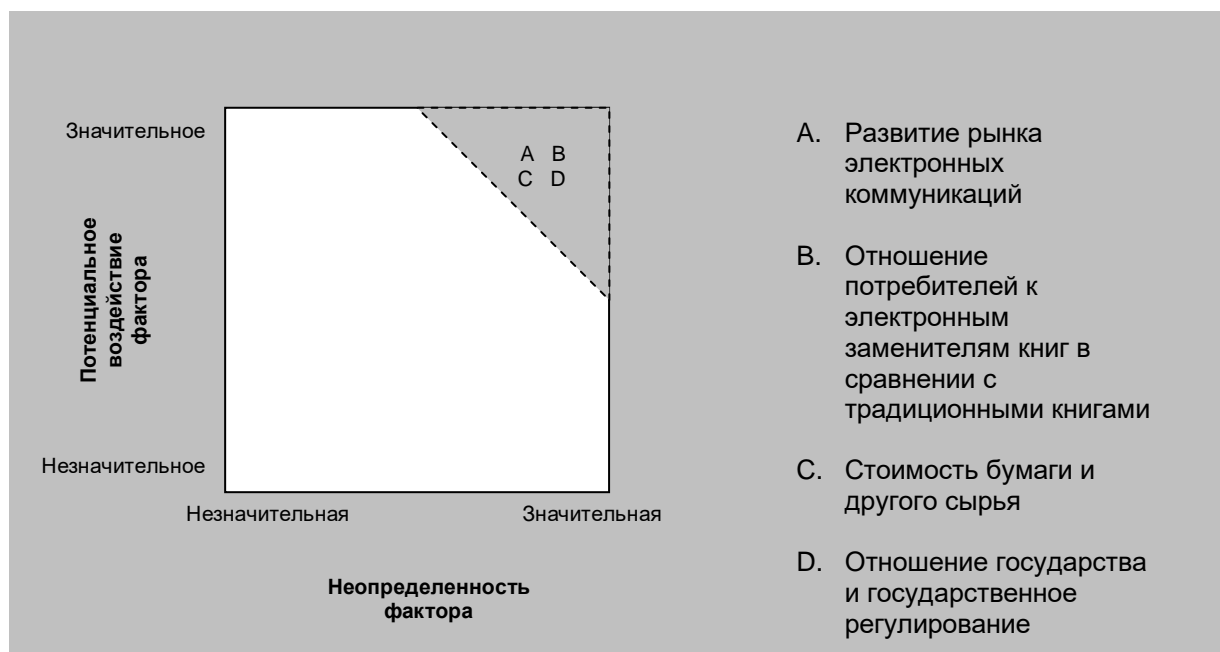 Значительное
A B
C D
Потенциальное
воздействие
фактора
Незначительное
Незначительная
Значительная
Неопределенность
фактора
A. Развитие рынка
электронных
коммуникаций
B. Отношение
потребителей к
электронным
заменителям книг в
сравнении с
традиционными книгами
C. Стоимость бумаги и
другого сырья
D. Отношение государства
и государственное
регулирование